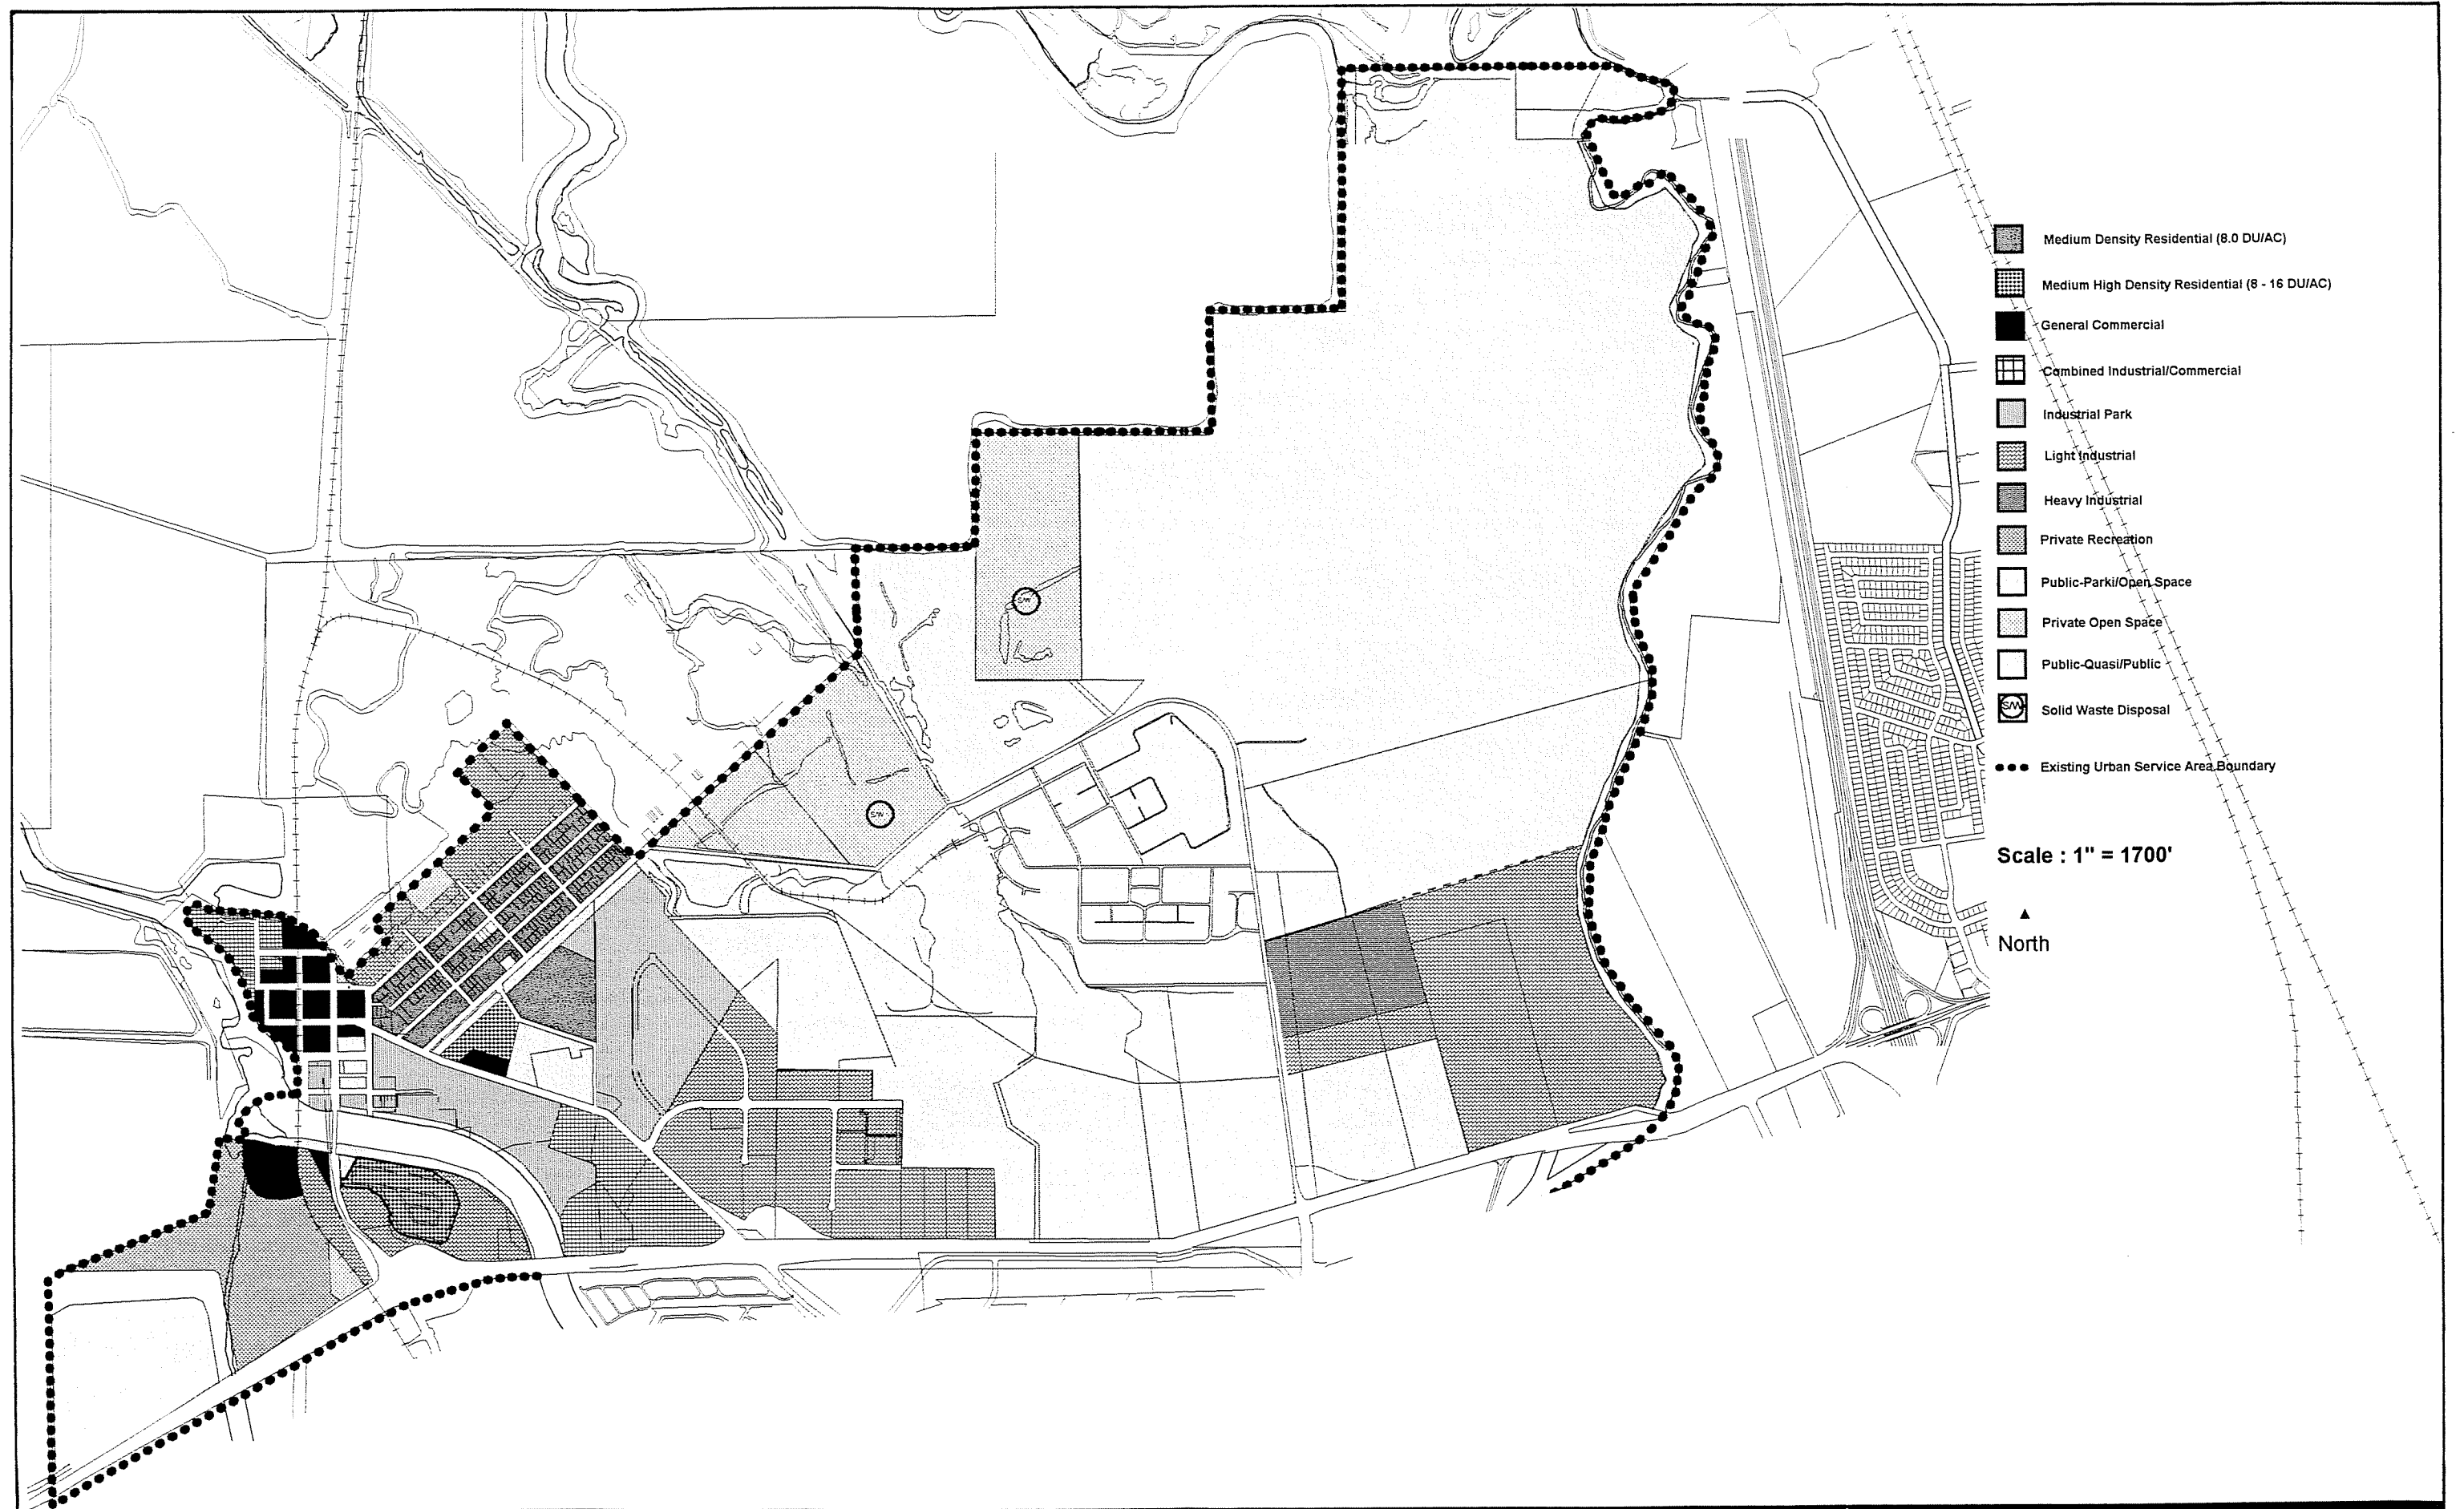 Medium Density Residential (8.0 DU/AC)
Medium High Density Residential (8 - 16 DU/AC)
General Commercial
Combined Industrial/Commercial
Industrial Park
Light Industrial
Heavy Industrial
Private Recreation
Public-Parki/Open Space
Private Open Space
Public-Quasi/Public
S/W Solid Waste Disposal
Existing Urban Service Area Boundary
Scale : 1" = 1700'
North
S/W
S/W